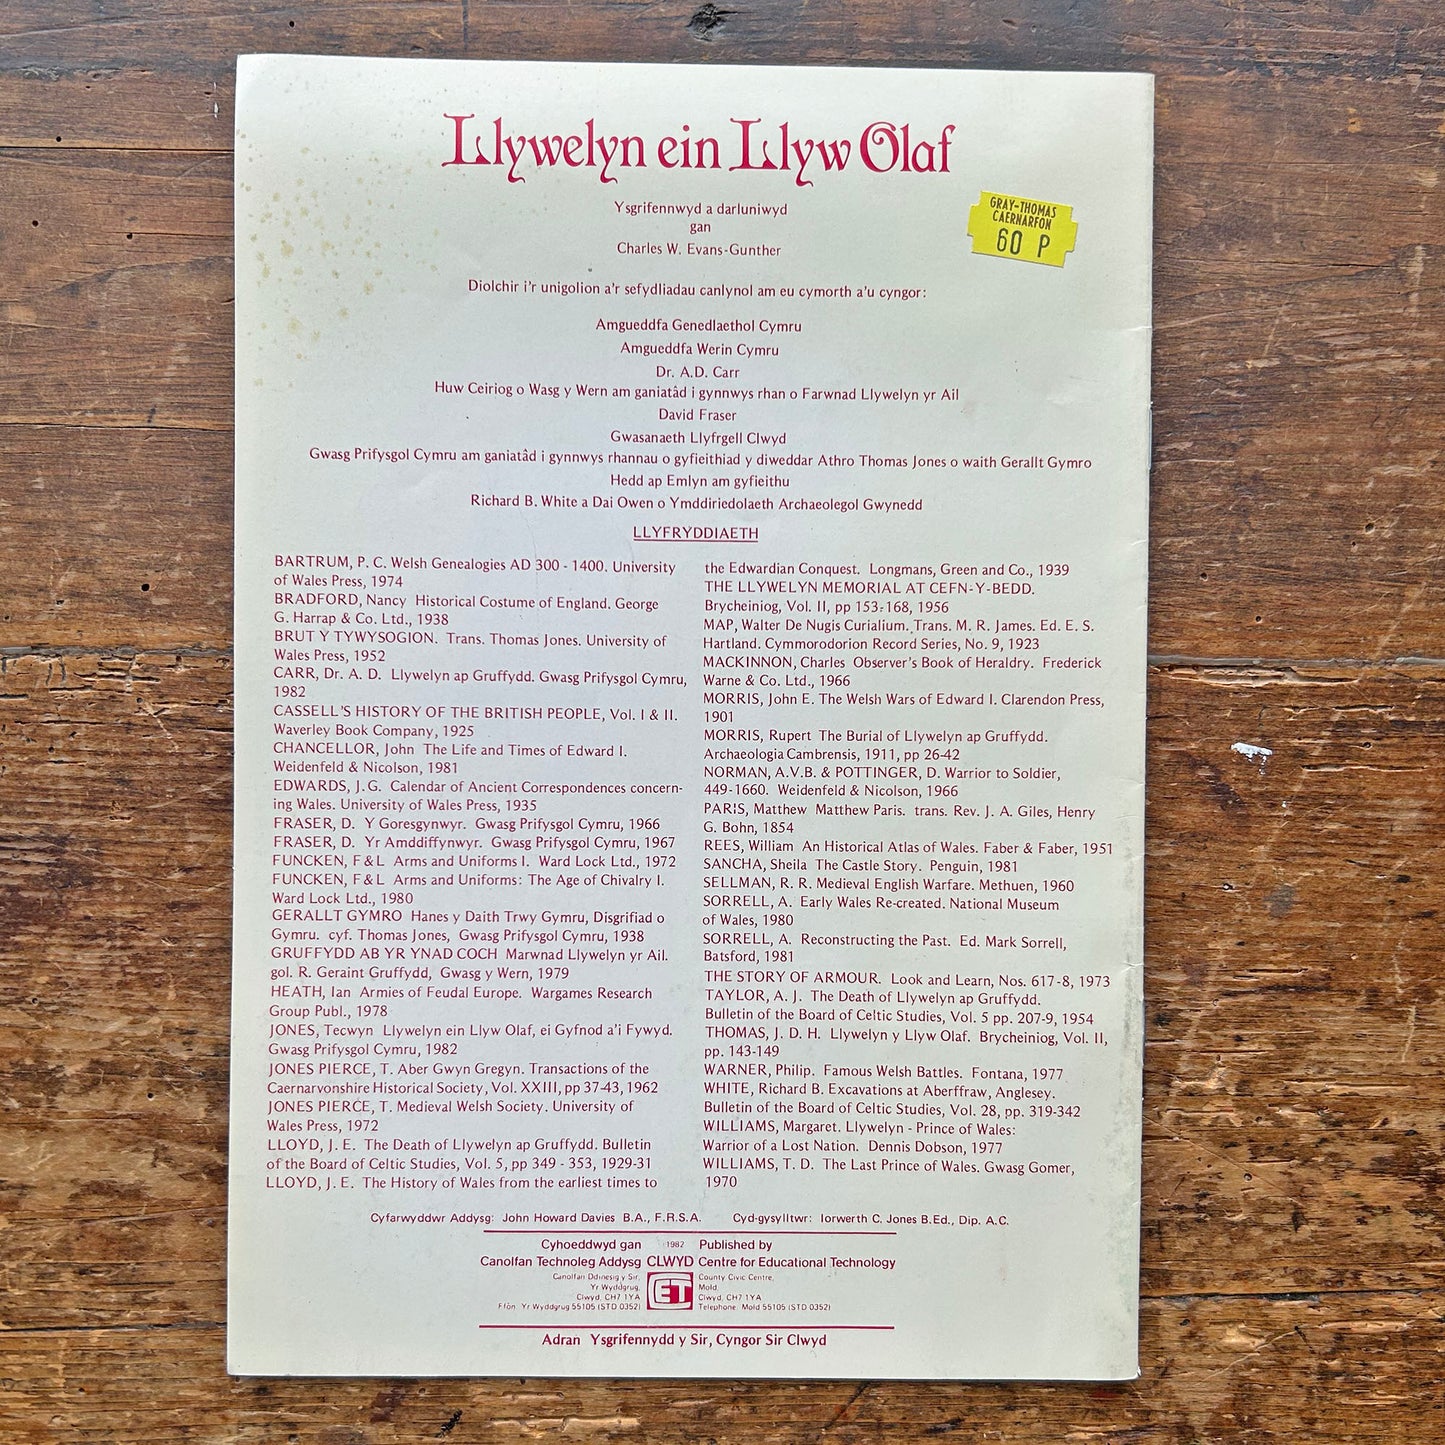 Llywelyn ein Llyw Olaf
Ysgrifennwyd a darluniwyd
gan
Charles W. Evans-Gunther
GRAY-THOMAS
CAERNARFON
60 P
Diolchir i'r unigolion a'r sefydliadau canlynol am eu cymorth a'u cyngor:
Amgueddfa Genedlaethol Cymru
Amgueddfa Werin Cymru
Dr. A.D. Carr
Huw Ceiriog o Wasg y Wern am ganiatâd i gynnwys rhan o Farwnad Llywelyn yr Ail
David Fraser
Gwasanaeth Llyfrgell Clwyd
Gwasg Prifysgol Cymru am ganiatâd i gynnwys rhannau o gyfieithiad y diweddar Athro Thomas Jones o waith Gerallt Gymro
Hedd ap Emlyn am gyfieithu
Richard B. White a Dai Owen o Ymddiriedolaeth Archaeolegol Gwynedd
LLYFRYDDIAETH
BARTRUM, P. C. Welsh Genealogies AD 300 - 1400. University
of Wales Press, 1974
BRADFORD, Nancy Historical Costume of England. George
G. Harrap & Co. Ltd., 1938
BRUT Y TYWYSOGION. Trans. Thomas Jones. University of
Wales Press, 1952
CARR, Dr. A. D. Llywelyn ap Gruffydd. Gwasg Prifysgol Cymru,
1982
CASSELL'S HISTORY OF THE BRITISH PEOPLE, Vol. I & II.
Waverley Book Company, 1925
CHANCELLOR, John The Life and Times of Edward I.
Weidenfeld & Nicolson, 1981
EDWARDS, J. G. Calendar of Ancient Correspondences concern-
ing Wales. University of Wales Press, 1935
FRASER, D. Y Goresgynwyr. Gwasg Prifysgol Cymru, 1966
FRASER, D. Yr Amddiffynwyr. Gwasg Prifysgol Cymru, 1967
FUNCKEN, F & L Arms and Uniforms I. Ward Lock Ltd., 1972
FUNCKEN, F & L Arms and Uniforms: The Age of Chivalry I.
Ward Lock Ltd., 1980
GERALLT GYMRO Hanes y Daith Trwy Gymru, Disgrifiad o
Gymru. cyf. Thomas Jones, Gwasg Prifysgol Cymru, 1938
GRUFFYDD AB YR YNAD COCH Marwnad Llywelyn yr Ail.
gol. R. Geraint Gruffydd, Gwasg y Wern, 1979
HEATH, Ian Armies of Feudal Europe. Wargames Research
Group Publ., 1978
JONES, Tecwyn Llywelyn ein Llyw Olaf, ei Gyfnod a'i Fywyd.
Gwasg Prifysgol Cymru, 1982
JONES PIERCE, T. Aber Gwyn Gregyn. Transactions of the
Caernarvonshire Historical Society, Vol. XXIII, pp 37-43, 1962
JONES PIERCE, T. Medieval Welsh Society. University of
Wales Press, 1972
LLOYD, J. E. The Death of Llywelyn ap Gruffydd. Bulletin
of the Board of Celtic Studies, Vol. 5, pp 349 - 353, 1929-31
LLOYD, J. E. The History of Wales from the earliest times to
the Edwardian Conquest. Longmans, Green and Co., 1939
THE LLYWELYN MEMORIAL AT CEFN-Y-BEDD.
Brycheiniog, Vol. II, pp 153-168, 1956
MAP, Walter De Nugis Curialium. Trans. M. R. James. Ed. E. S.
Hartland. Cymmorodorion Record Series, No. 9, 1923
MACKINNON, Charles Observer's Book of Heraldry. Frederick
Warne & Co. Ltd., 1966
MORRIS, John E. The Welsh Wars of Edward I. Clarendon Press,
1901
MORRIS, Rupert The Burial of Llywelyn ap Gruffydd.
Archaeologia Cambrensis, 1911, pp 26-42
NORMAN, A.V.B. & POTTINGER, D. Warrior to Soldier,
449-1660. Weidenfeld & Nicolson, 1966
PARIS, Matthew Matthew Paris. trans. Rev. J. A. Giles, Henry
G. Bohn, 1854
REES, William An Historical Atlas of Wales. Faber & Faber, 1951
SANCHA, Sheila The Castle Story. Penguin, 1981
SELLMAN, R. R. Medieval English Warfare. Methuen, 1960
SORRELL, A. Early Wales Re-created. National Museum
of Wales, 1980
SORRELL, A. Reconstructing the Past. Ed. Mark Sorrell,
Batsford, 1981
THE STORY OF ARMOUR. Look and Learn, Nos. 617-8, 1973
TAYLOR, A. J. The Death of Llywelyn ap Gruffydd.
Bulletin of the Board of Celtic Studies, Vol. 5 pp. 207-9, 1954
THOMAS, J. D. H. Llywelyn y Llyw Olaf. Brycheiniog, Vol. II,
pp. 143-149
WARNER, Philip. Famous Welsh Battles. Fontana, 1977
WHITE, Richard B. Excavations at Aberffraw, Anglesey.
Bulletin of the Board of Celtic Studies, Vol. 28, pp. 319-342
WILLIAMS, Margaret. Llywelyn - Prince of Wales:
Warrior of a Lost Nation. Dennis Dobson, 1977
WILLIAMS, T. D. The Last Prince of Wales. Gwasg Gomer,
1970
Cyfarwyddwr Addysg: John Howard Davies B.A., F.R.S.A. Cyd-gysylltwr: Iorwerth C. Jones B.Ed., Dip. A.C.
Cyhoeddwyd gan 1982 Published by
Canolfan Technoleg Addysg CLWYD Centre for Educational Technology
Canolfan Ddinesig y Sir,
Yr Wyddgrug,
Clwyd. CH7 1YA
Ffôn: Yr Wyddgrug 55105 (STD 0352)
ET
County Civic Centre,
Mold,
Clwyd. CH7 1YA
Telephone: Mold 55105 (STD 0352)
Adran Ysgrifennydd y Sir, Cyngor Sir Clwyd